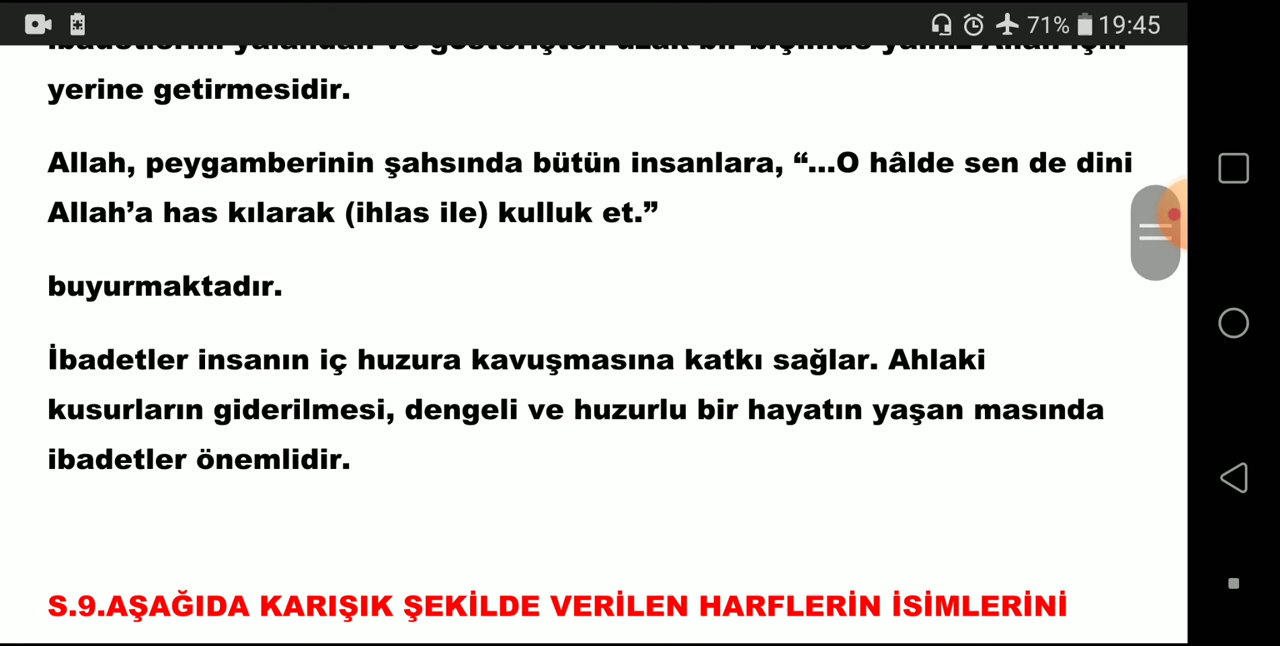 71% 19:45
yerine getirmesidir.
Allah, peygamberinin şahsında bütün insanlara, “...O hâlde sen de dini
Allah’a has kılarak (ihlas ile) kulluk et.”
buyurmaktadır.
İbadetler insanın iç huzura kavuşmasına katkı sağlar. Ahlaki
kusurların giderilmesi, dengeli ve huzurlu bir hayatın yaşan masında
ibadetler önemlidir.
S.9.AŞAĞIDA KARIŞIK ŞEKİLDE VERİLEN HARFLERİN İSİMLERİNİ